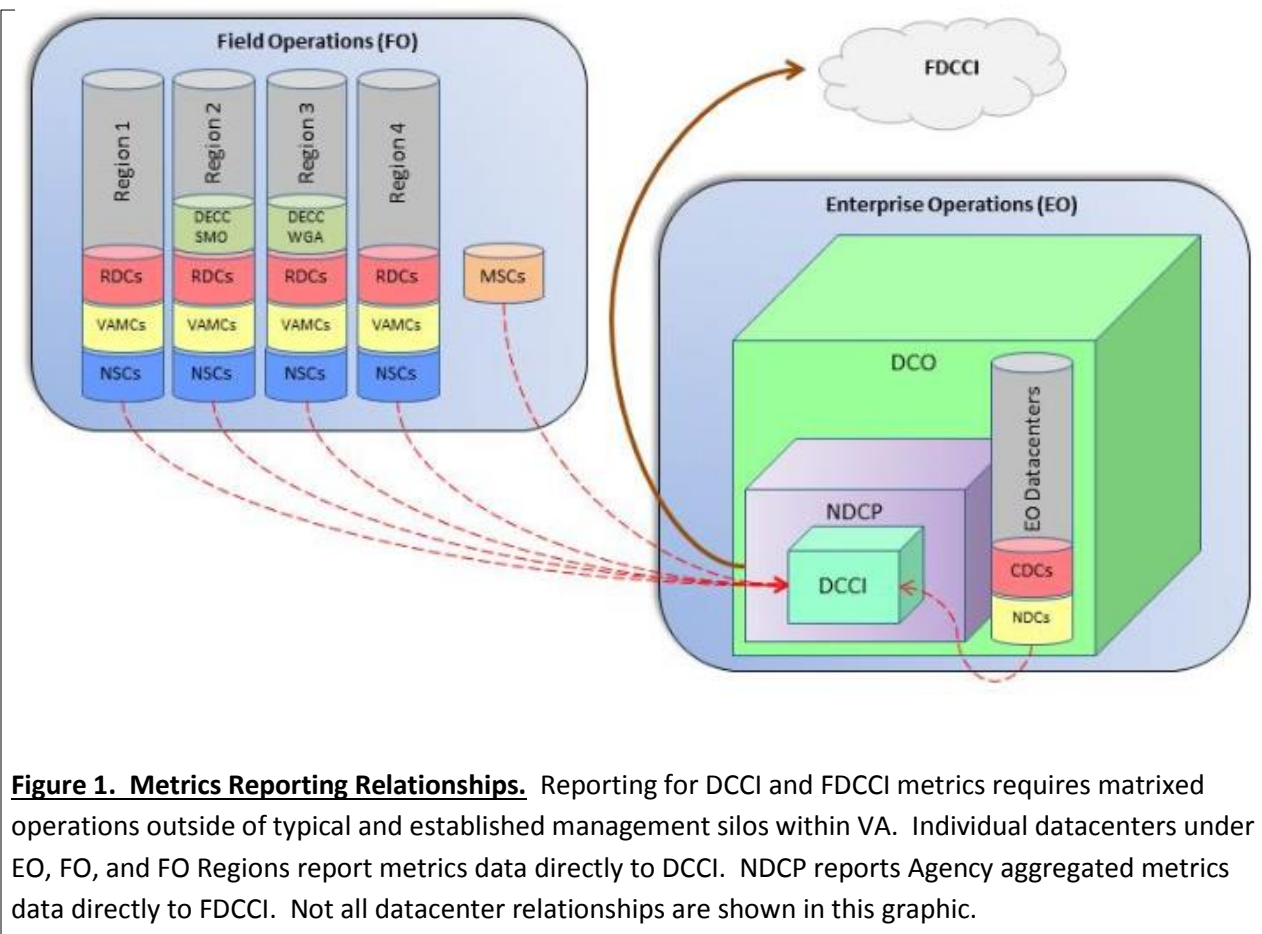 Field Operations (FO)
Region 1
Region 2
Region 3
Region 4
DECC
SMO
DECC
WGA
RDCs
RDCs
RDCs
RDCs
MSCs
VAMCs
VAMCs
VAMCs
VAMCs
NSCs
NSCs
NSCs
NSCs
FDCCI
Enterprise Operations (EO)
DCO
EO Datacenters
NDCP
DCCI
CDCs
NDCs
Figure 1.  Metrics Reporting Relationships.  Reporting for DCCI and FDCCI metrics requires matrixed
operations outside of typical and established management silos within VA.  Individual datacenters under
EO, FO, and FO Regions report metrics data directly to DCCI.  NDCP reports Agency aggregated metrics
data directly to FDCCI.  Not all datacenter relationships are shown in this graphic.